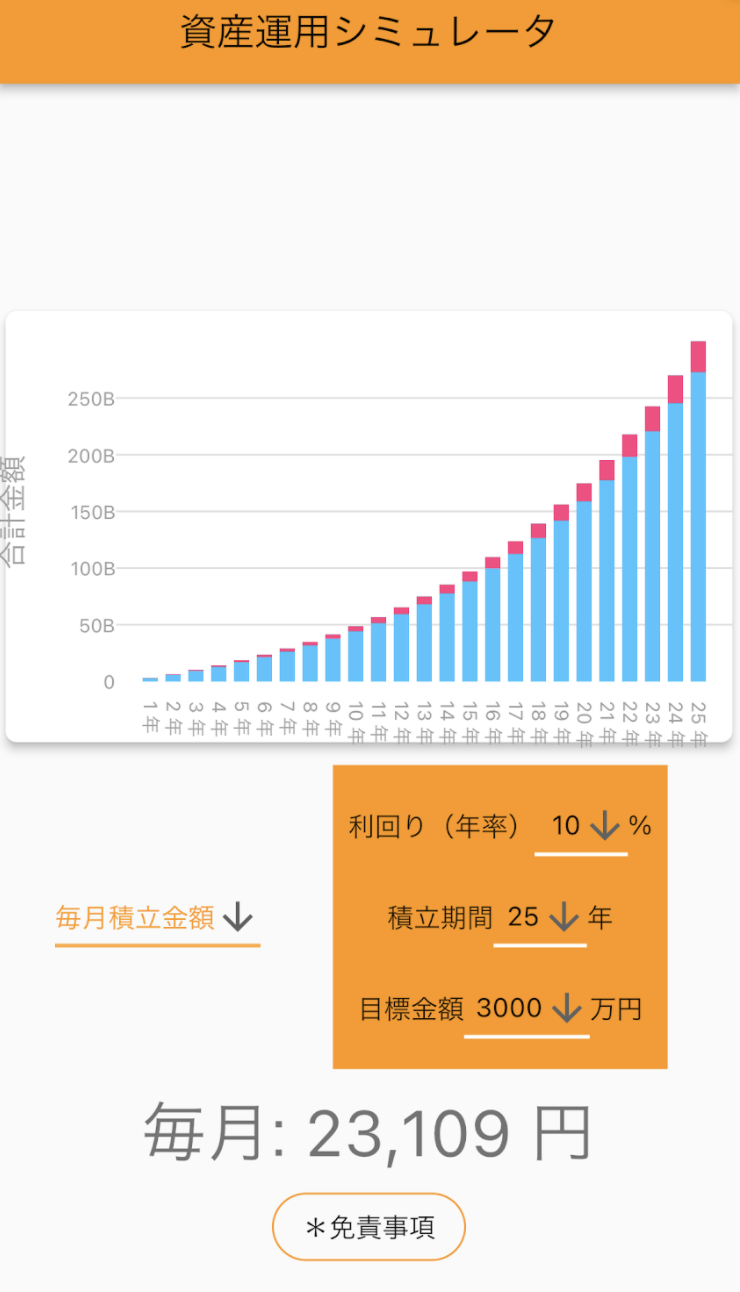 資産運用シミュレータ
合計金額
250B
200B
150B
100B
50B
0
1年 2年 3年 4年 5年 6年 7年 8年 9年 10年 11年 12年 13年 14年 15年 16年 17年 18年 19年 20年 21年 22年 23年 24年 25年
利回り（年率） 10 ↓ %
毎月積立金額 ↓
積立期間 25 ↓ 年
目標金額 3000 ↓ 万円
毎月: 23,109 円
＊免責事項